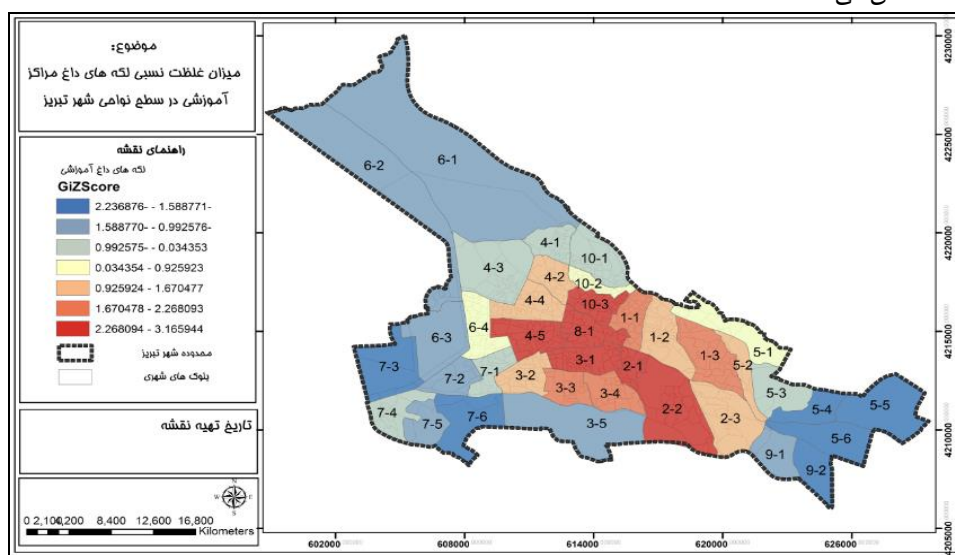 موضوع:
میزان غلظت نسبی لکه های داغ مراکز
آموزشی در سطح نواحی شهر تبریز
راهنمای نقشه
لکه های داغ آموزشی
GiZScore
2.236876- - 1.588771-
1.588770- - 0.992576-
0.992575- - 0.034353
0.034354 - 0.925923
0.925924 - 1.670477
1.670478 - 2.268093
2.268094 - 3.165944
محدوده شهر تبریز
بلوک های شهری
تاریخ تهیه نقشه
N
W E
S
0 2,100 4,200 8,400 12,600 16,800
Kilometers
6-2
6-1
4-1
10-1
4-3
4-2
10-2
4-4
10-3
6-4
4-5
8-1
1-1
1-2
1-3
5-1
5-2
6-3
7-3
7-2
7-1
3-2
3-1
2-1
3-3
3-4
2-2
2-3
5-3
5-4
5-5
5-6
7-4
7-5
7-6
3-5
9-1
9-2
602000
608000
614000
620000
626000
4230000
4225000
4220000
4215000
4210000
4205000